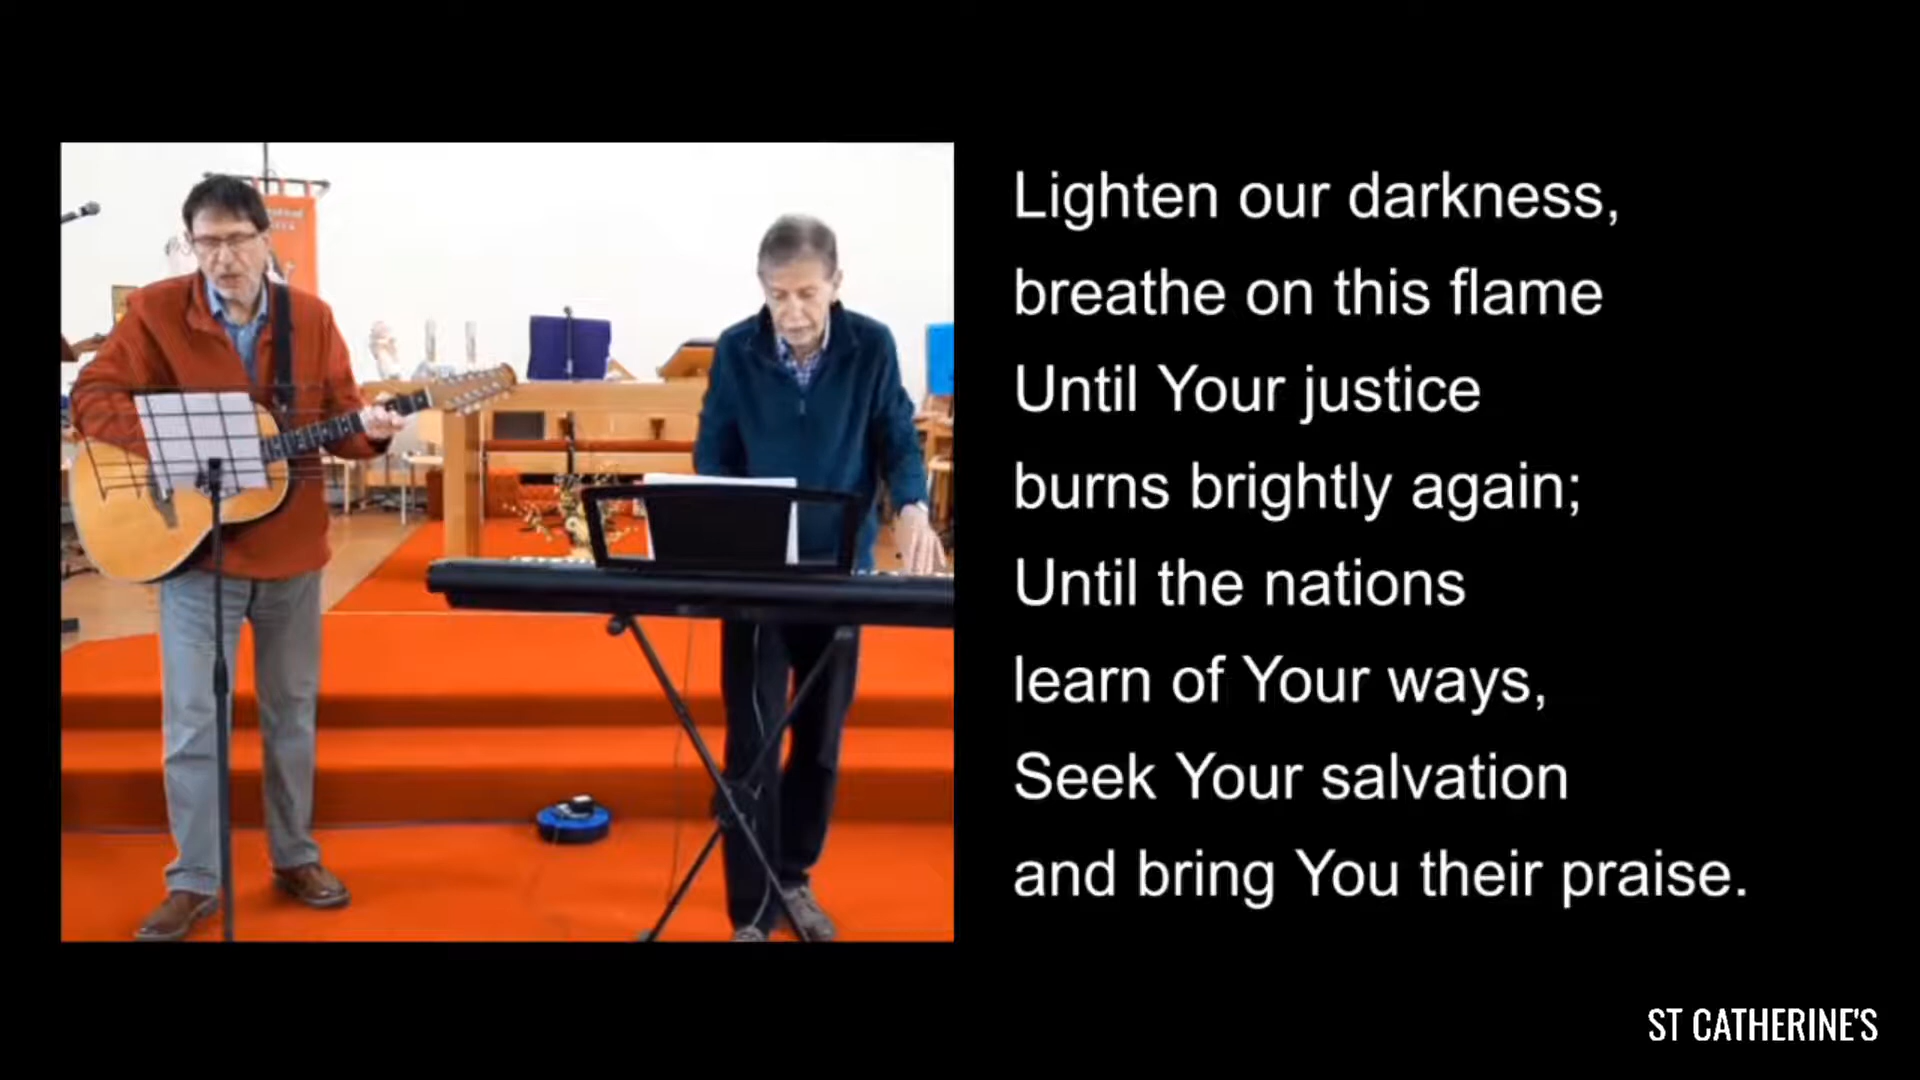 Lighten our darkness,
breathe on this flame
Until Your justice
burns brightly again;
Until the nations
learn of Your ways,
Seek Your salvation
and bring You their praise.
ST CATHERINE'S